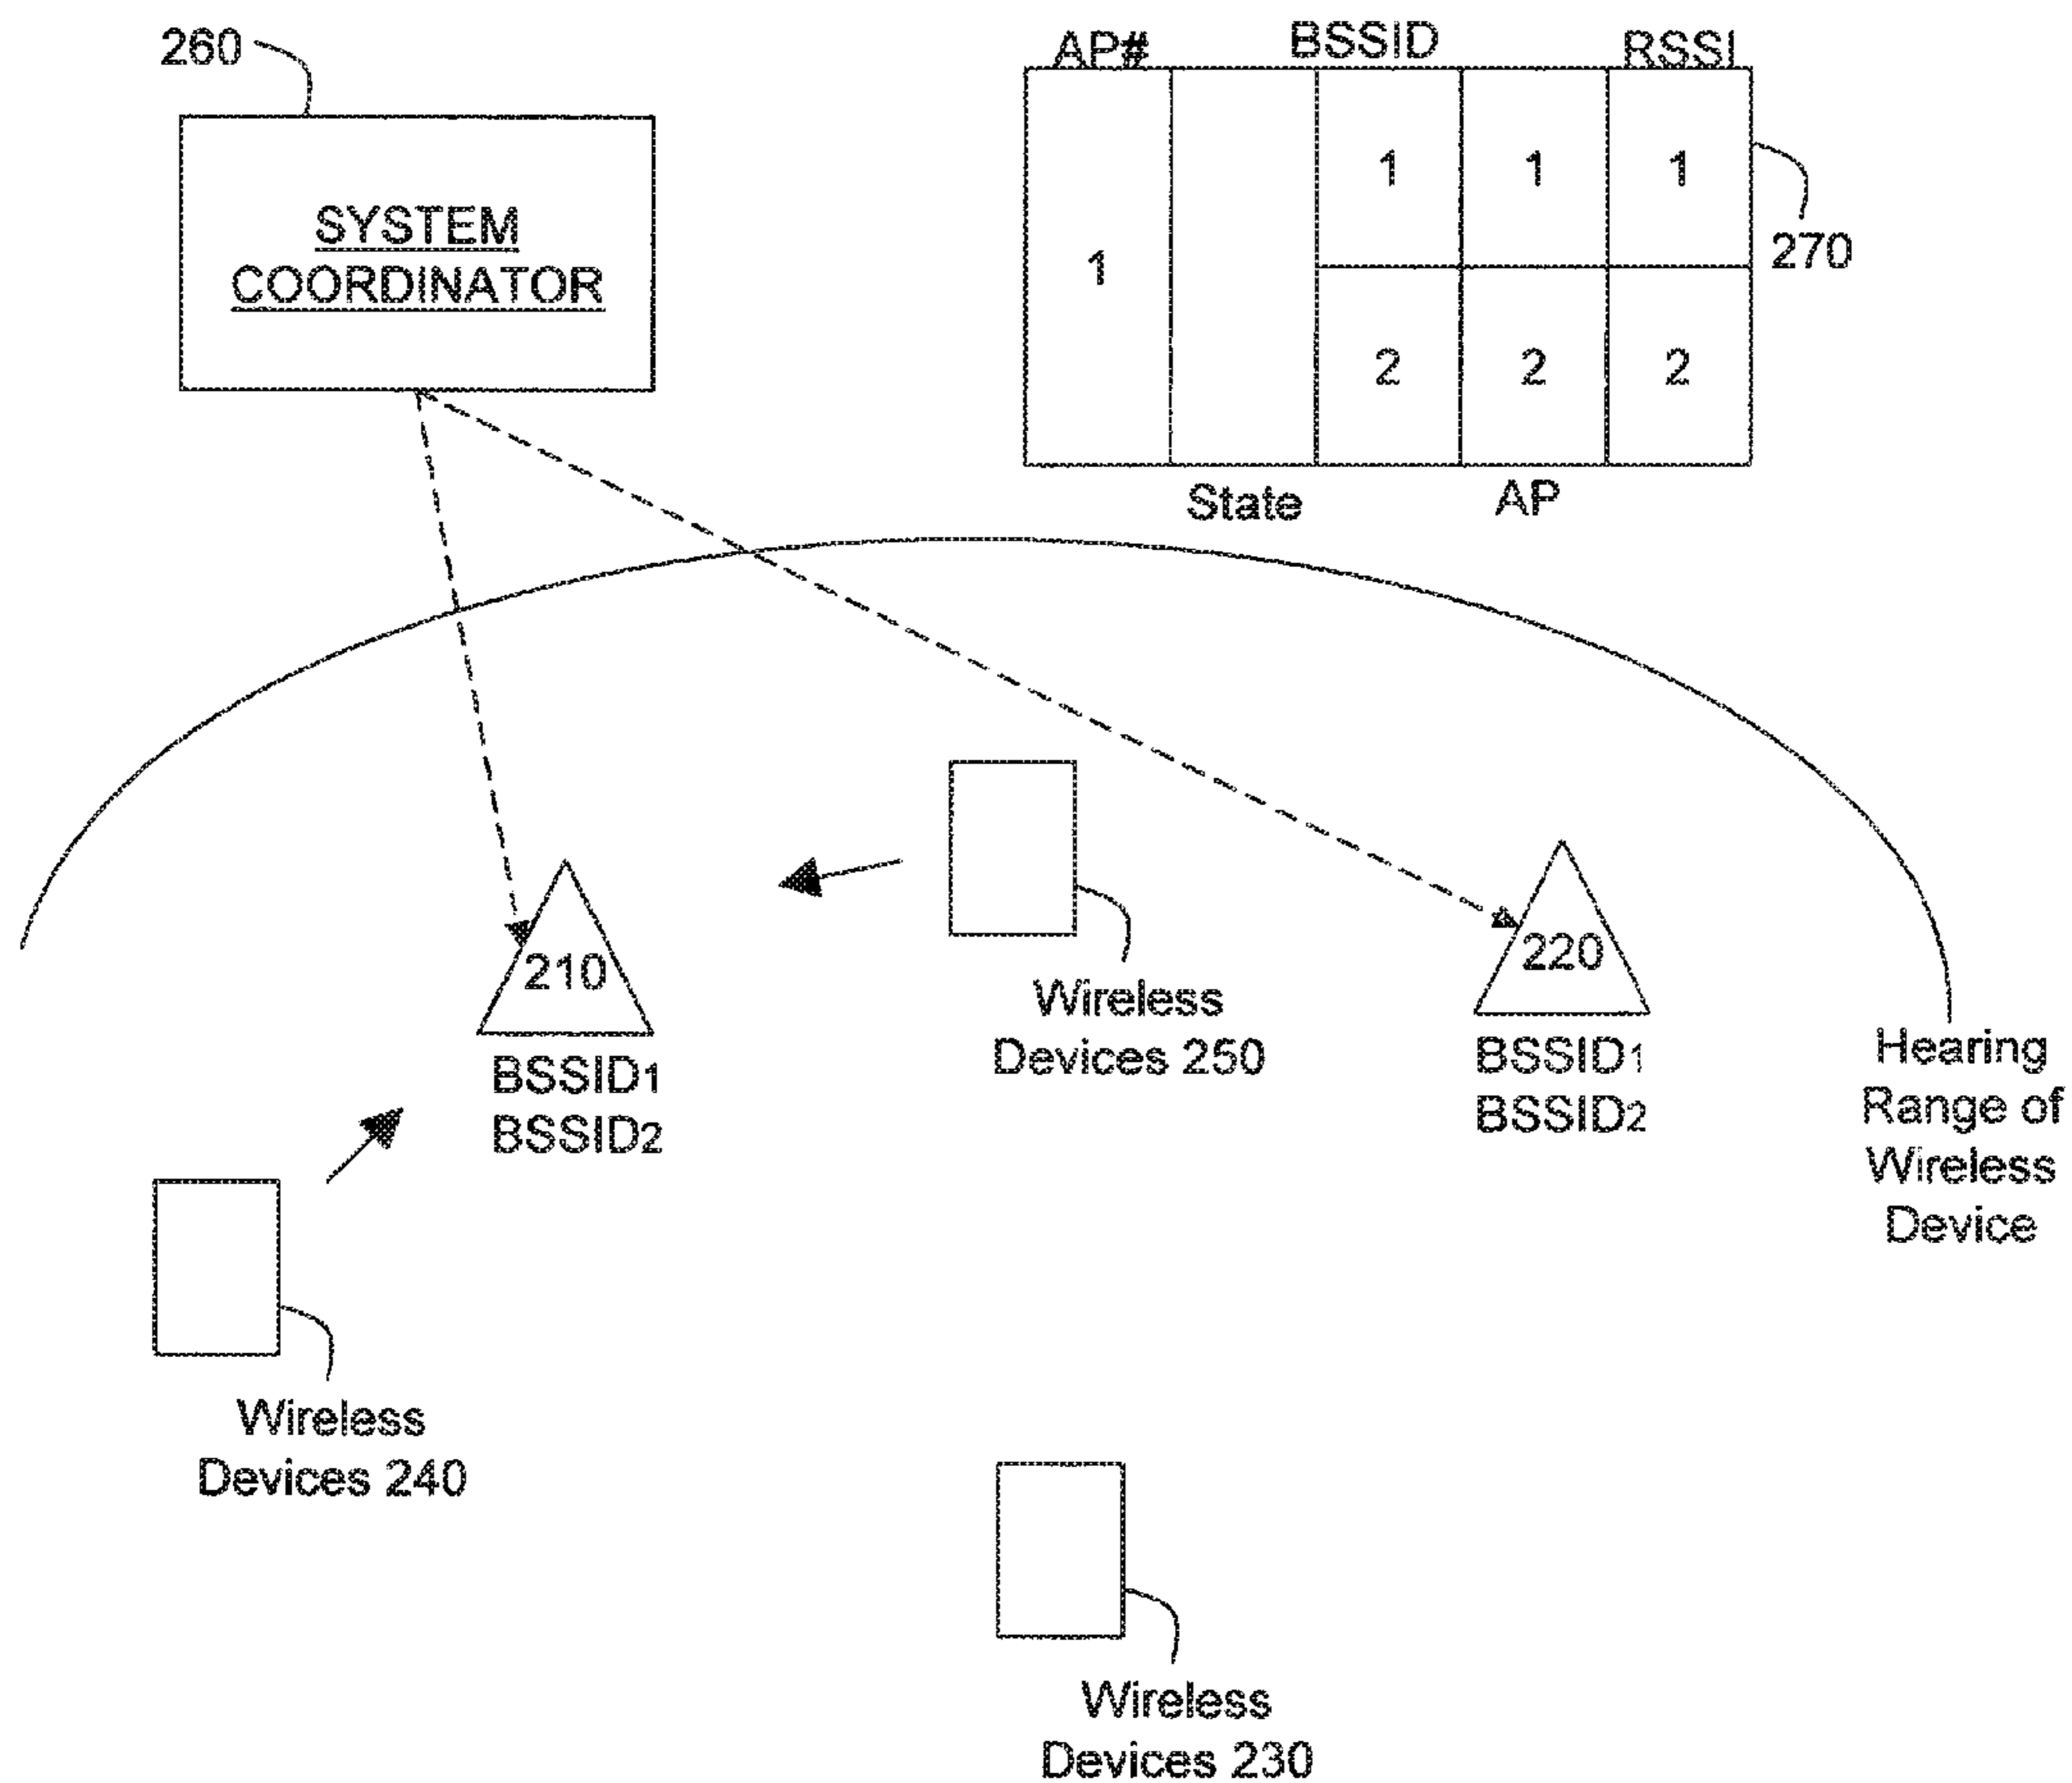 260
AP#
BSSID
RSSI
SYSTEM
COORDINATOR
1
1
1
1
2
2
2
270
State
AP
210
BSSID1
BSSID2
Wireless
Devices 250
220
BSSID1
BSSID2
Hearing
Range of
Wireless
Device
Wireless
Devices 240
Wireless
Devices 230